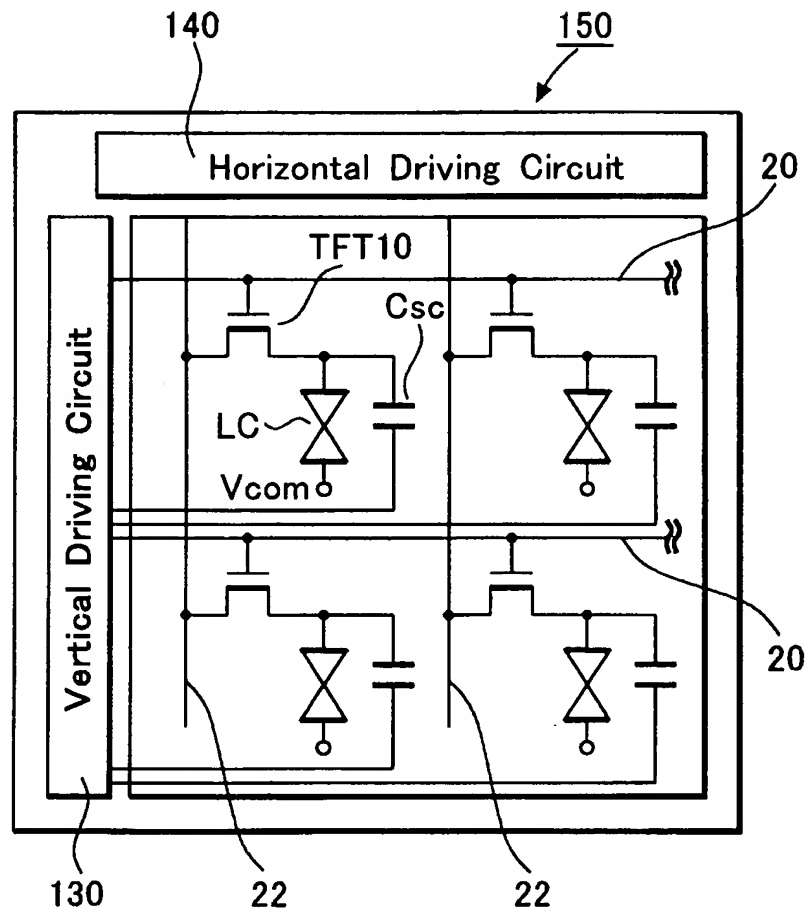 140
150
Horizontal Driving Circuit
20
TFT10
Csc
LC
Vcom
Vertical Driving Circuit
20
130
22
22